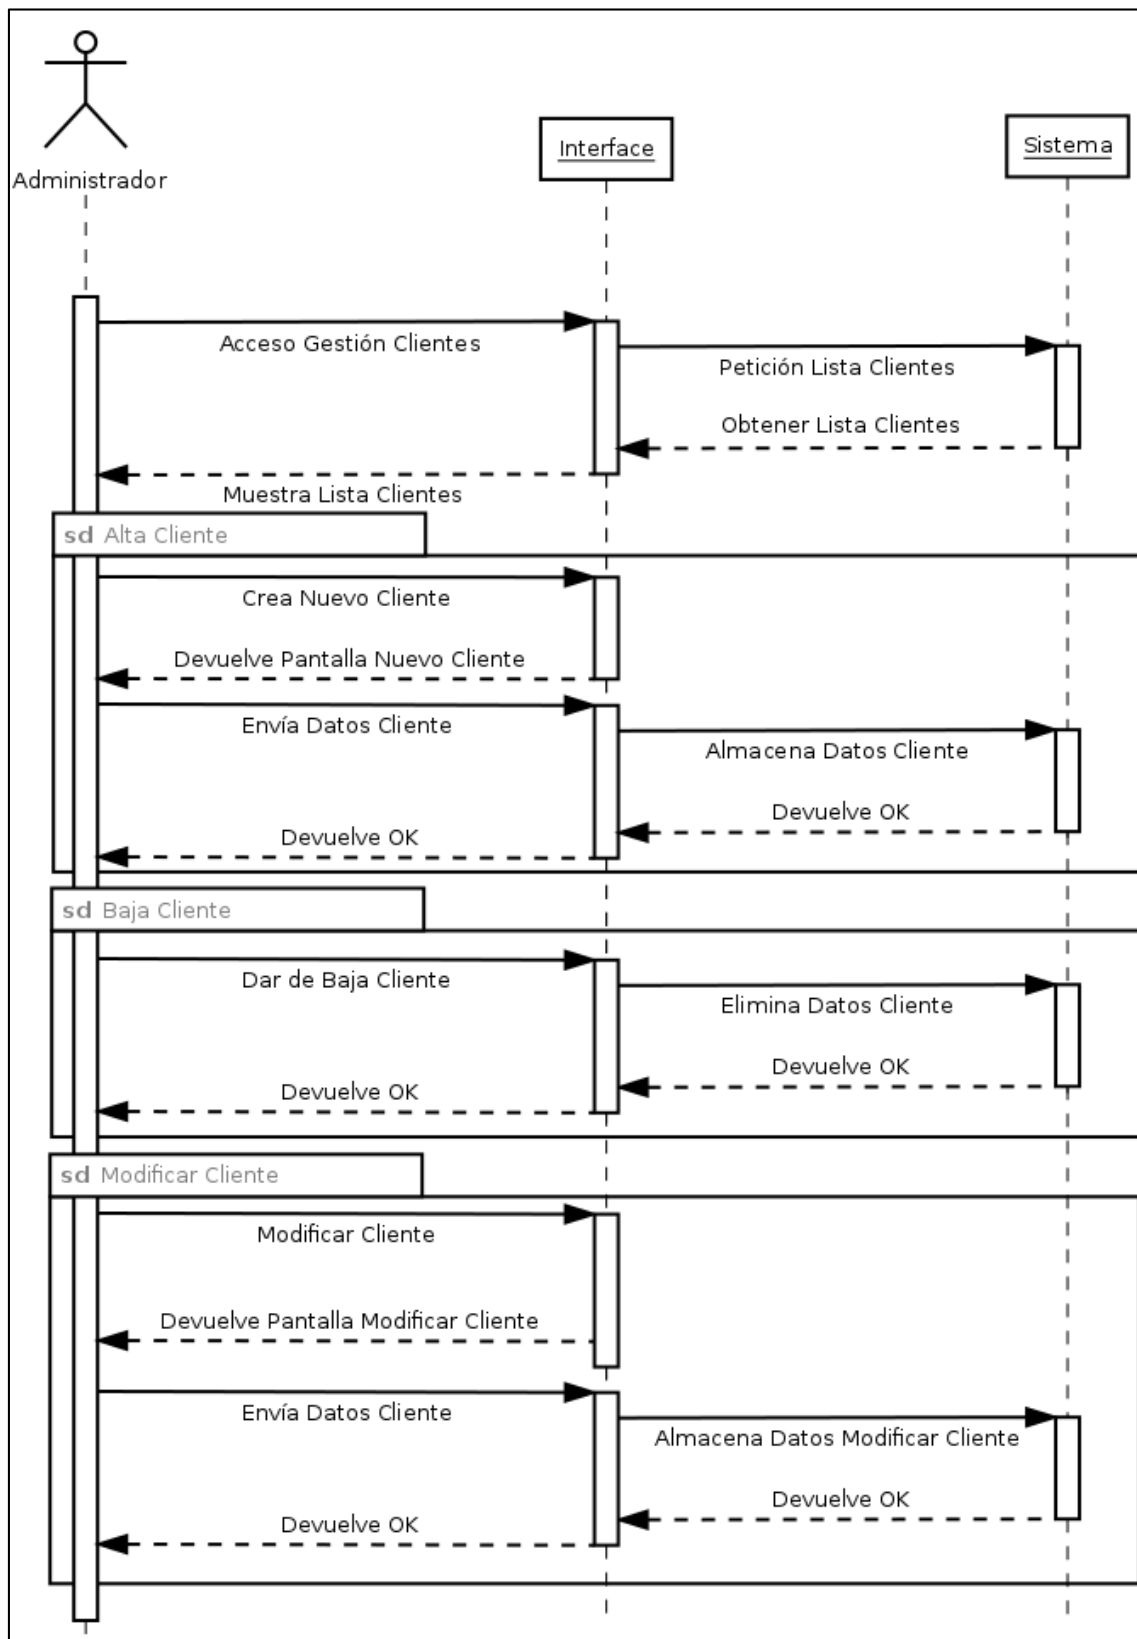 Administrador
Interface
Sistema
Acceso Gestión Clientes
Petición Lista Clientes
Obtener Lista Clientes
Muestra Lista Clientes
sd Alta Cliente
Crea Nuevo Cliente
Devuelve Pantalla Nuevo Cliente
Envía Datos Cliente
Almacena Datos Cliente
Devuelve OK
Devuelve OK
sd Baja Cliente
Dar de Baja Cliente
Elimina Datos Cliente
Devuelve OK
Devuelve OK
sd Modificar Cliente
Modificar Cliente
Devuelve Pantalla Modificar Cliente
Envía Datos Cliente
Almacena Datos Modificar Cliente
Devuelve OK
Devuelve OK